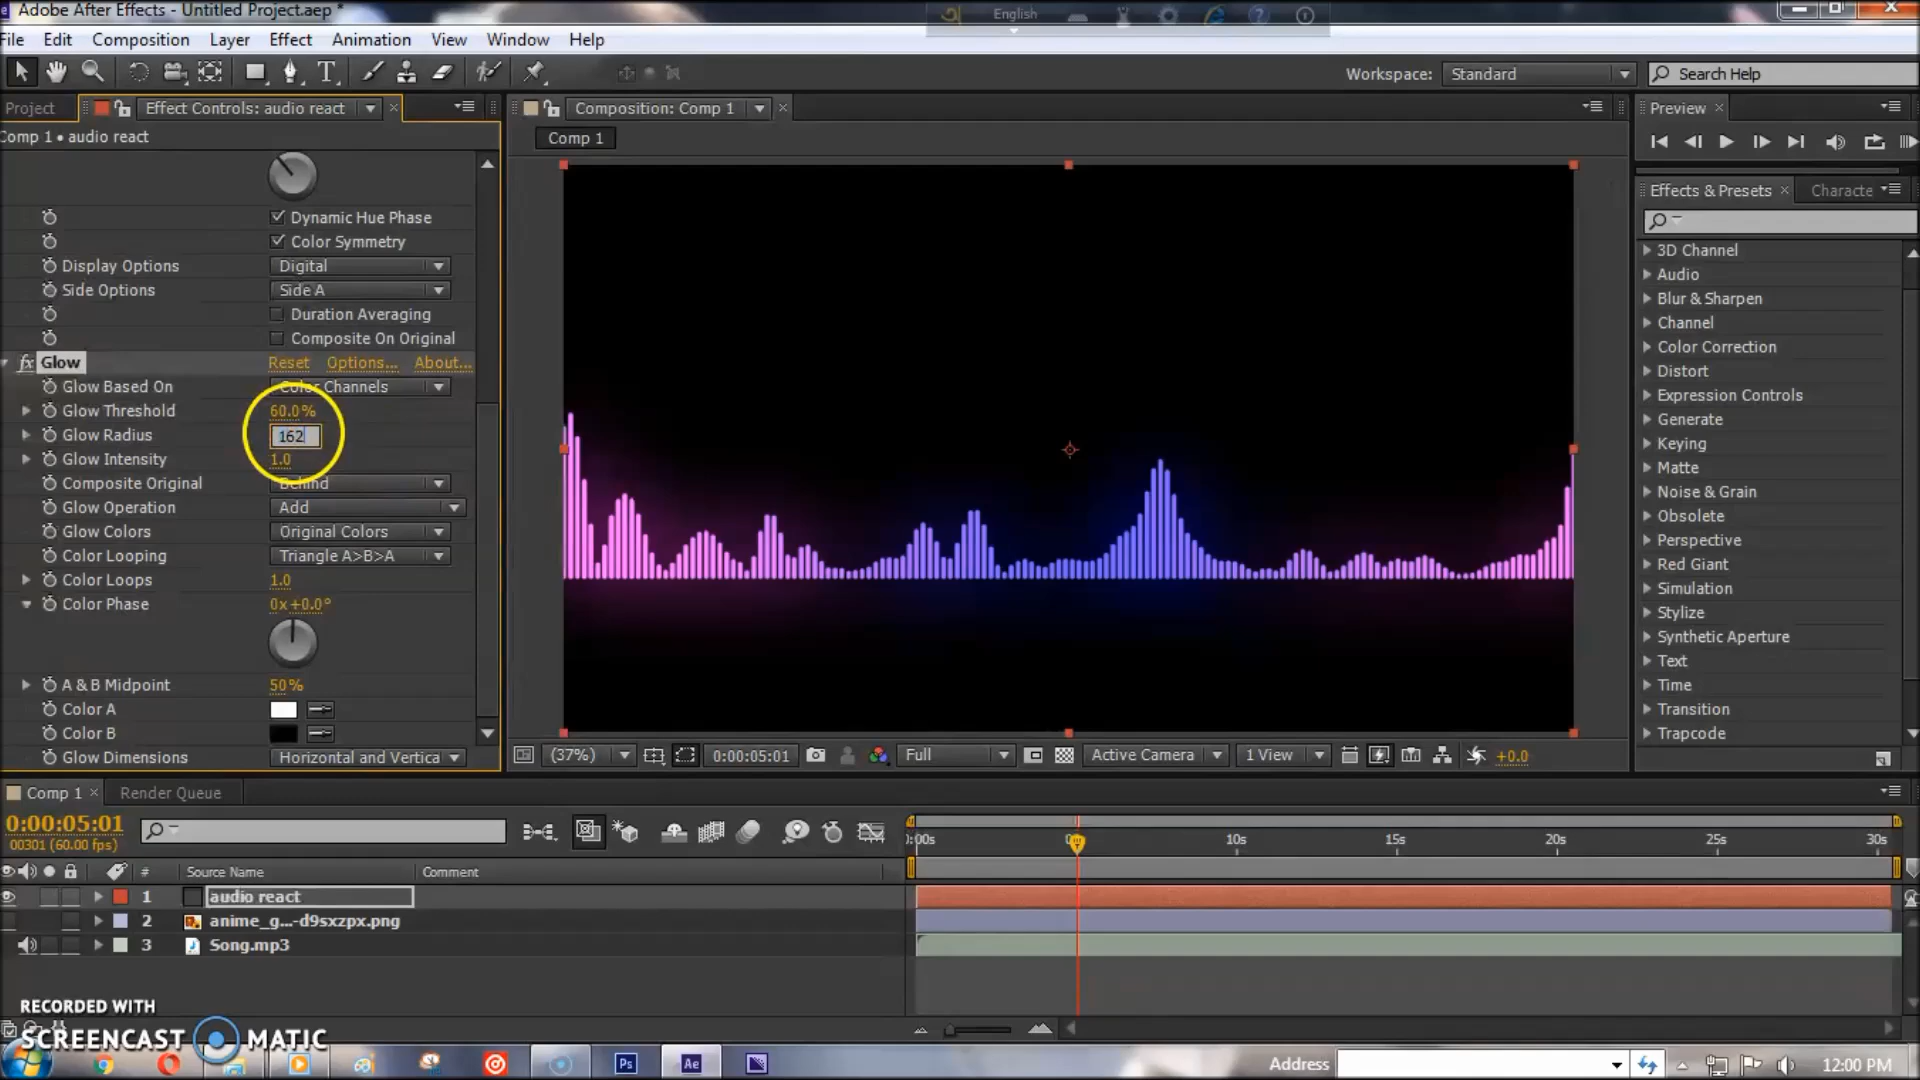 Adobe After Effects - Untitled Project.aep *
English
File Edit Composition Layer Effect Animation View Window Help
Workspace: Standard Search Help
Project Effect Controls: audio react Composition: Comp 1 Preview
Comp 1 • audio react
Comp 1
Effects & Presets Characte
Dynamic Hue Phase
Color Symmetry
Display Options Digital
Side Options Side A
Duration Averaging
Composite On Original
fx Glow Reset Options... About...
Glow Based On Color Channels
Glow Threshold 60.0%
Glow Radius 162
Glow Intensity 1.0
Composite Original Behind
Glow Operation Add
Glow Colors Original Colors
Color Looping Triangle A>B>A
Color Loops 1.0
Color Phase 0x+0.0°
A & B Midpoint 50%
Color A
Color B
Glow Dimensions Horizontal and Vertica
3D Channel
Audio
Blur & Sharpen
Channel
Color Correction
Distort
Expression Controls
Generate
Keying
Matte
Noise & Grain
Obsolete
Perspective
Red Giant
Simulation
Stylize
Synthetic Aperture
Text
Time
Transition
Trapcode
(37%) 0:00:05:01 Full Active Camera 1 View +0.0
Comp 1 Render Queue
0:00:05:01
00301 (60.00 fps)
):00s 10s 15s 20s 25s 30s
# Source Name Comment
1 audio react
2 anime_g...-d9sxzpx.png
3 Song.mp3
RECORDED WITH
SCREENCAST MATIC
Ps Ae Address 12:00 PM